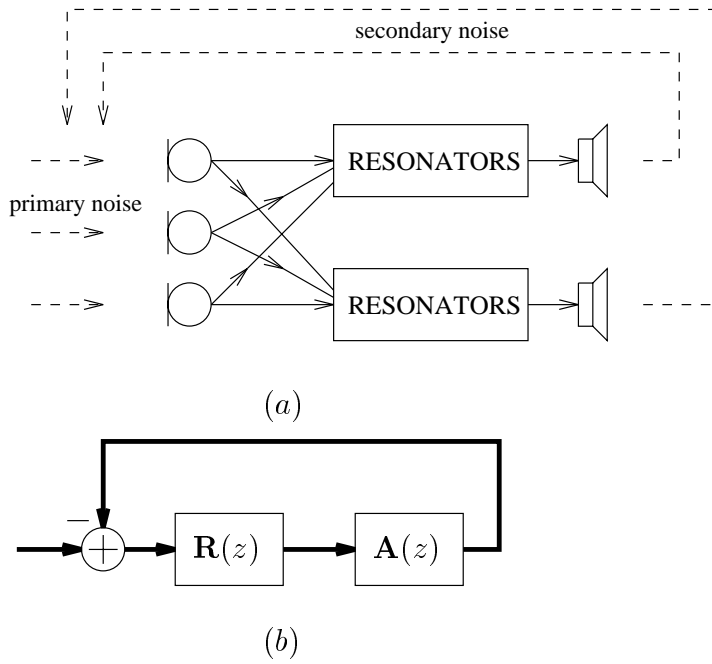 secondary noise
RESONATORS
primary noise
RESONATORS
(a)
−
+
R(z)
A(z)
(b)